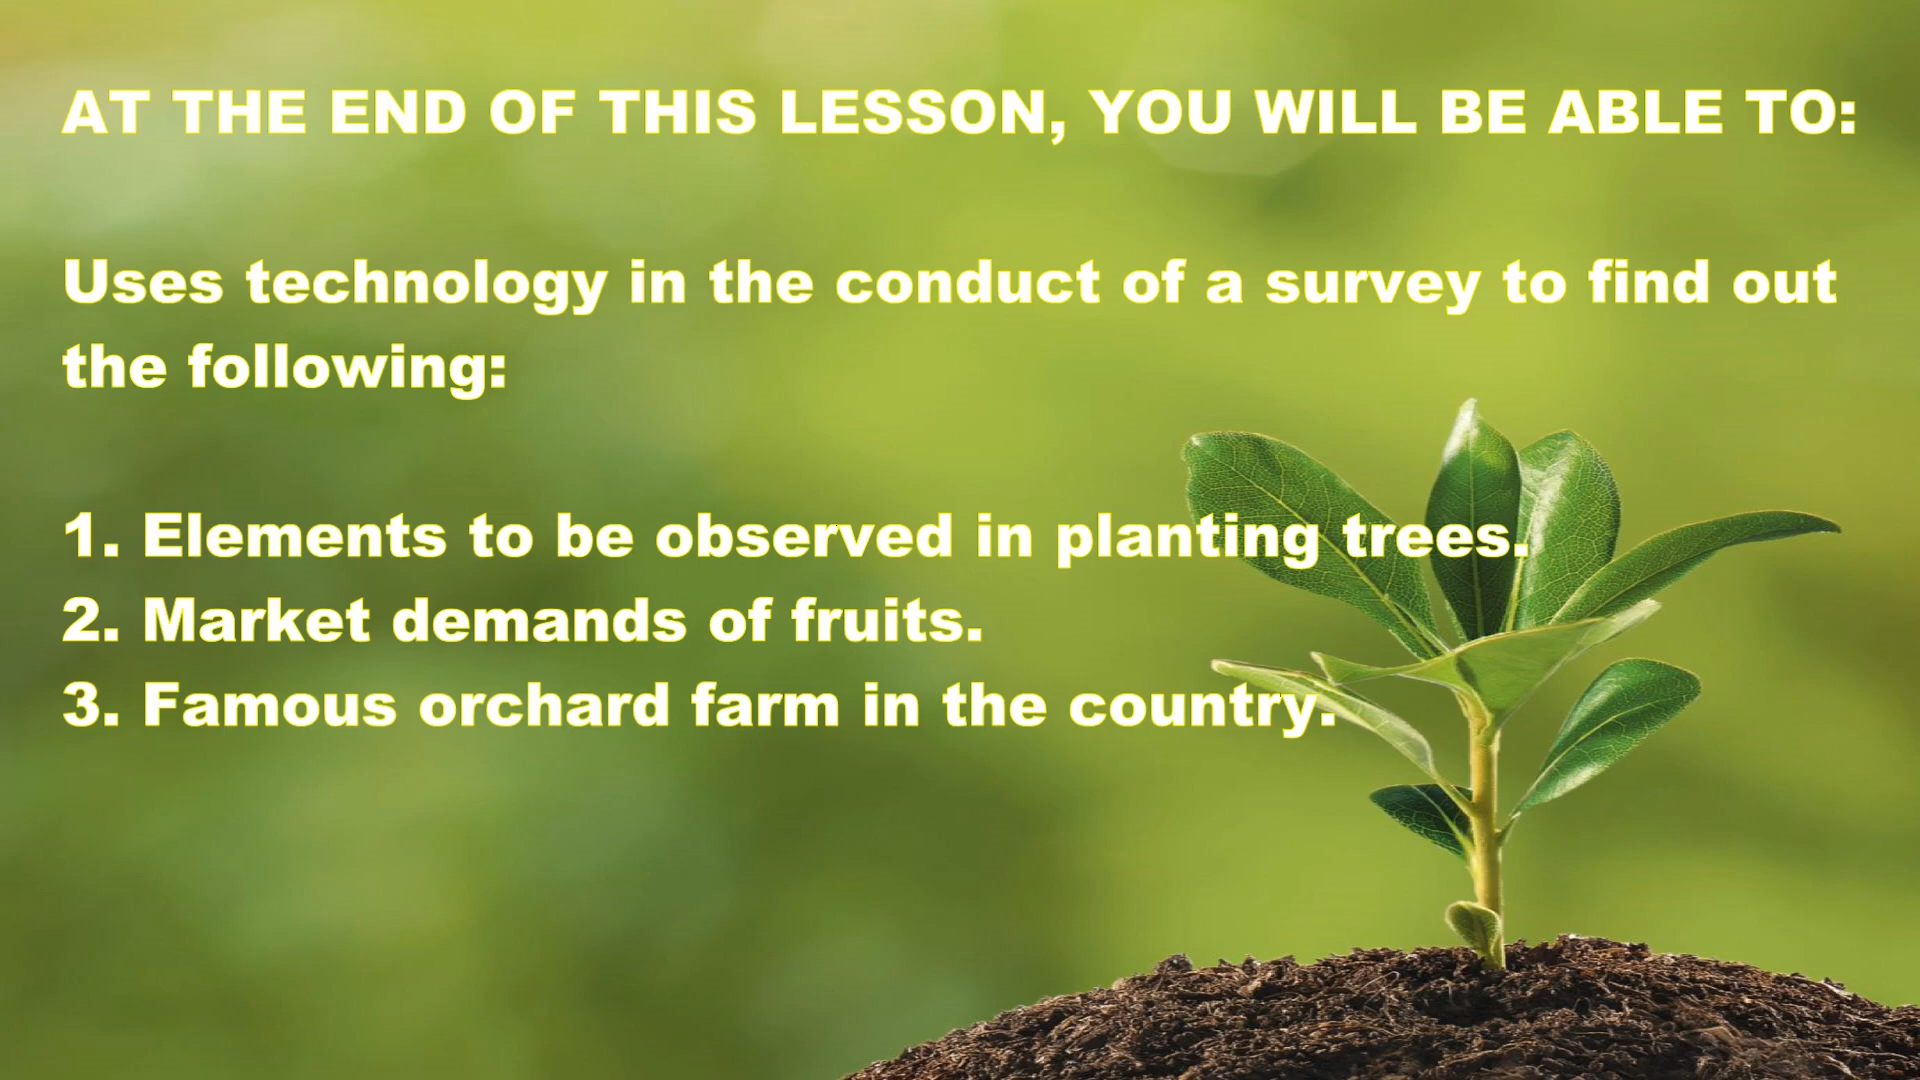 AT THE END OF THIS LESSON, YOU WILL BE ABLE TO:
Uses technology in the conduct of a survey to find out
the following:
1. Elements to be observed in planting trees.
2. Market demands of fruits.
3. Famous orchard farm in the country.